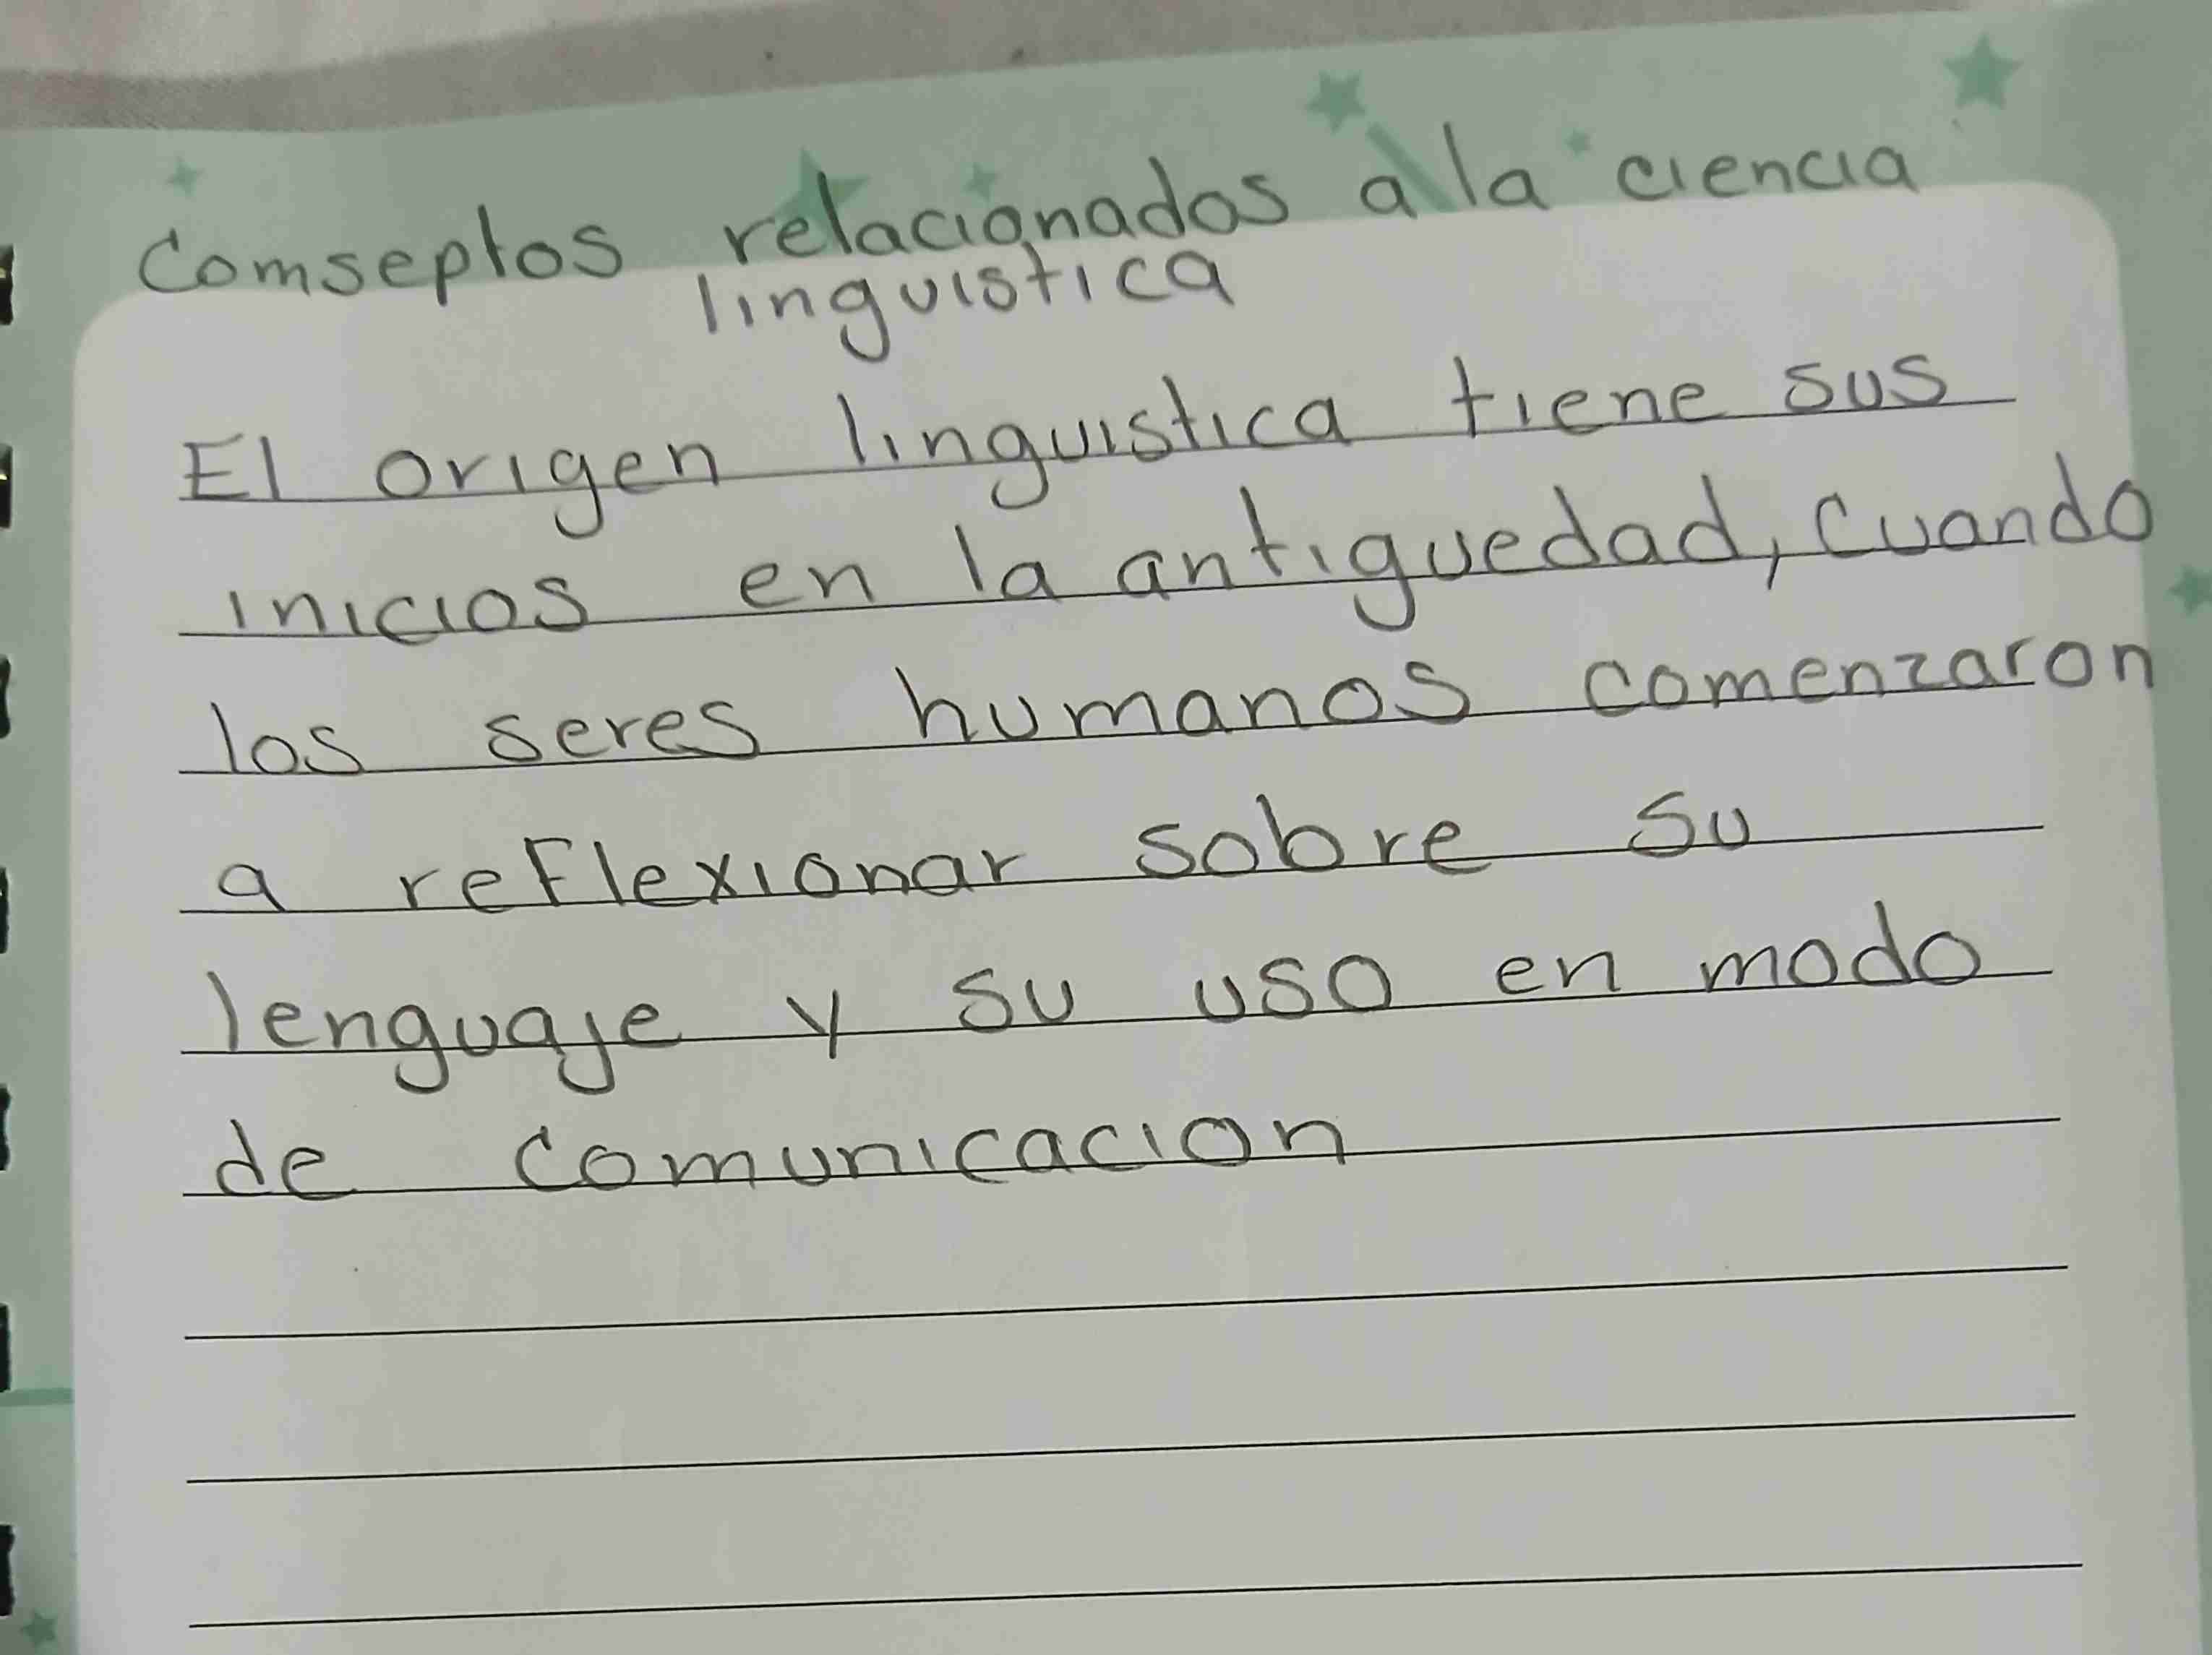 Comseptos relacionados a la ciencia
linguistica
El origen linguistica tiene sus
inicios en la antiguedad, cuando
los seres humanos comenzaron
a reflexionar sobre su
lenguaje y su uso en modo
de comunicacion